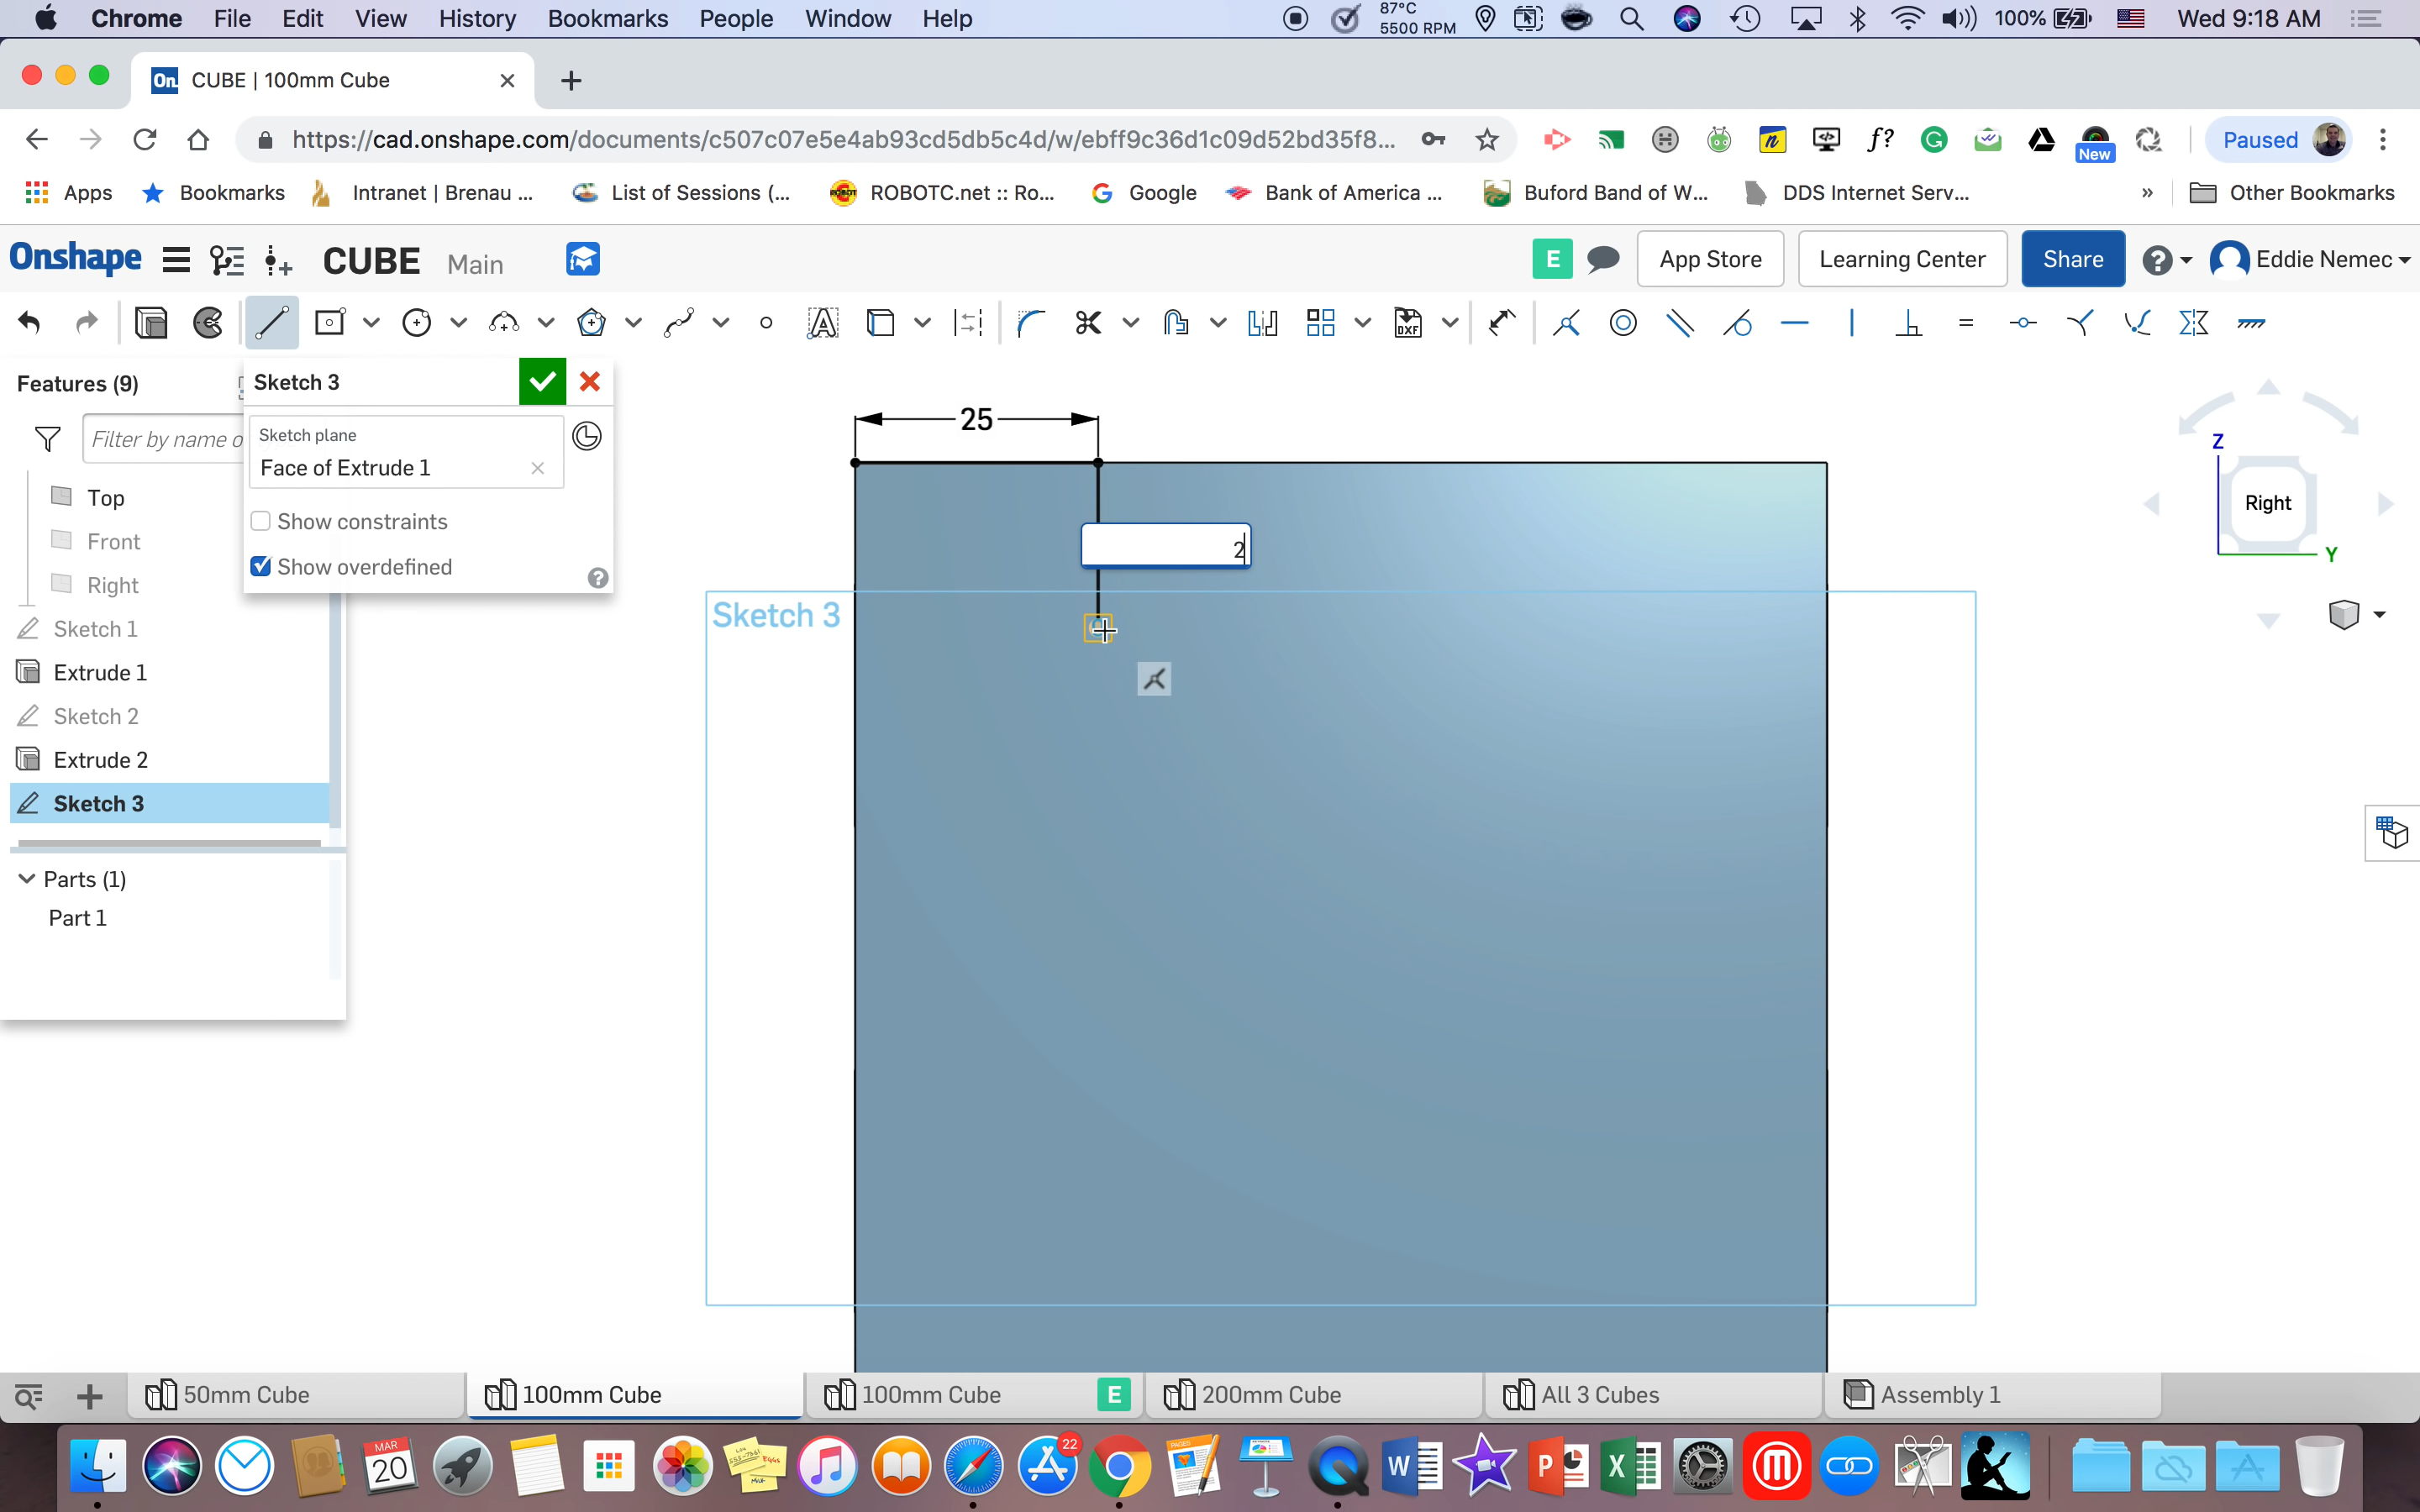 Chrome File Edit View History Bookmarks People Window Help 87°C 5500 RPM 100% Wed 9:18 AM
On CUBE | 100mm Cube
https://cad.onshape.com/documents/c507c07e5e4ab93cd5db5c4d/w/ebff9c36d1c09d52bd35f8... n f? G New Paused
Apps Bookmarks Intranet | Brenau ... List of Sessions (... ROBOTC.net :: Ro... Google Bank of America ... Buford Band of W... DDS Internet Serv... » Other Bookmarks
Onshape CUBE Main E App Store Learning Center Share Eddie Nemec
DXF
Features (9) Sketch 3
Filter by name o
Sketch plane
Face of Extrude 1
Show constraints
Show overdefined
Top
Front
Right
Sketch 1
Extrude 1
Sketch 2
Extrude 2
Sketch 3
Parts (1)
Part 1
25
2
Sketch 3
Z
Right
Y
50mm Cube 100mm Cube 100mm Cube E 200mm Cube All 3 Cubes Assembly 1
MAR 20 22 PAGES W P X